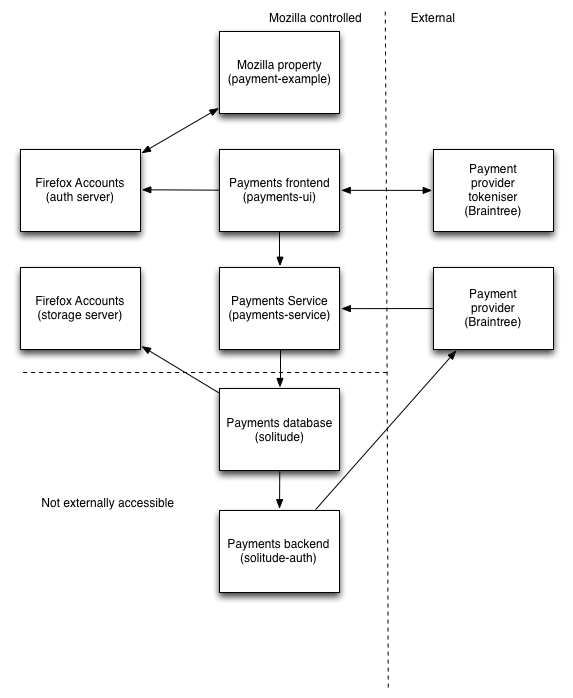 Mozilla controlled
External
Mozilla property
(payment-example)
Firefox Accounts
(auth server)
Payments frontend
(payments-ui)
Payment
provider
tokeniser
(Braintree)
Firefox Accounts
(storage server)
Payments Service
(payments-service)
Payment
provider
(Braintree)
Payments database
(solitude)
Not externally accessible
Payments backend
(solitude-auth)